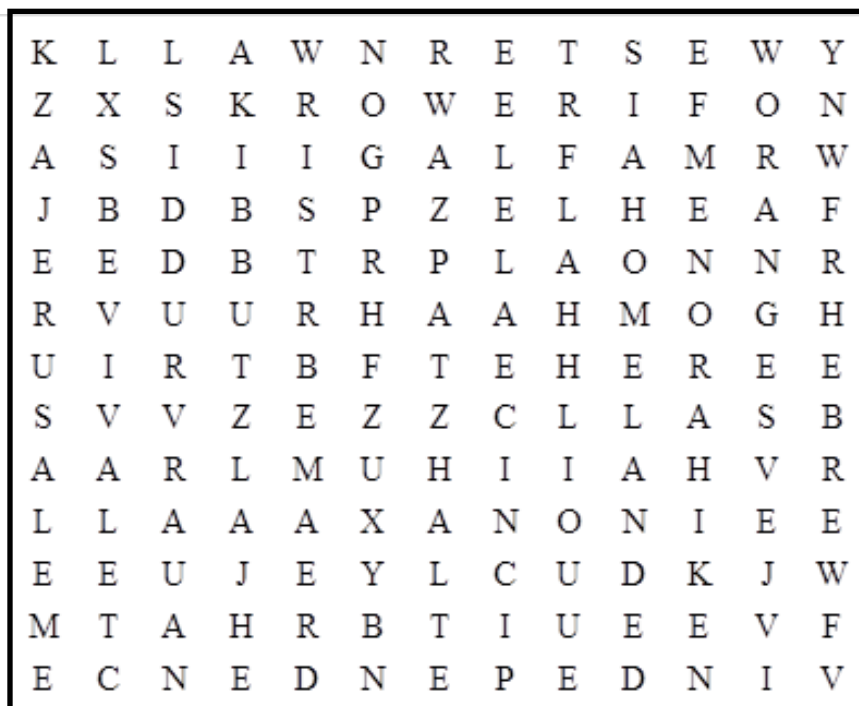 K L L A W N R E T S E W Y
Z X S K R O W E R I F O N
A S I I I G A L F A M R W
J B D B S P Z E L H E A F
E E D B T R P L A O N N R
R V U U R H A A H M O G H
U I R T B F T E H E R E E
S V V Z E Z Z C L L A S B
A A R L M U H I I A H V R
L L A A A X A N O N I E E
E E U J E Y L C U D K J W
M T A H R B T I U E E V F
E C N E D N E P E D N I V